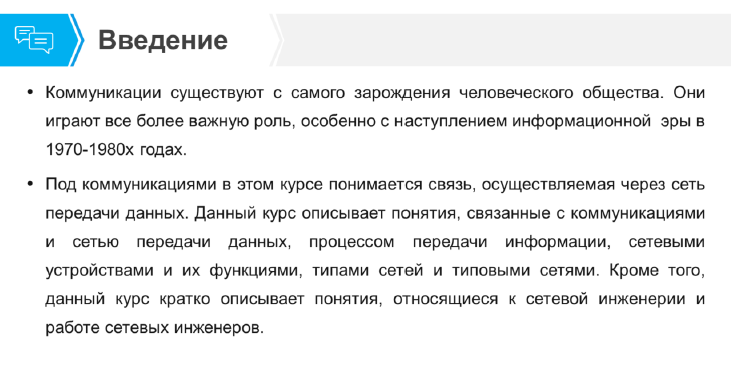 Введение
• Коммуникации существуют с самого зарождения человеческого общества. Они
играют все более важную роль, особенно с наступлением информационной эры в
1970-1980х годах.
• Под коммуникациями в этом курсе понимается связь, осуществляемая через сеть
передачи данных. Данный курс описывает понятия, связанные с коммуникациями
и сетью передачи данных, процессом передачи информации, сетевыми
устройствами и их функциями, типами сетей и типовыми сетями. Кроме того,
данный курс кратко описывает понятия, относящиеся к сетевой инженерии и
работе сетевых инженеров.